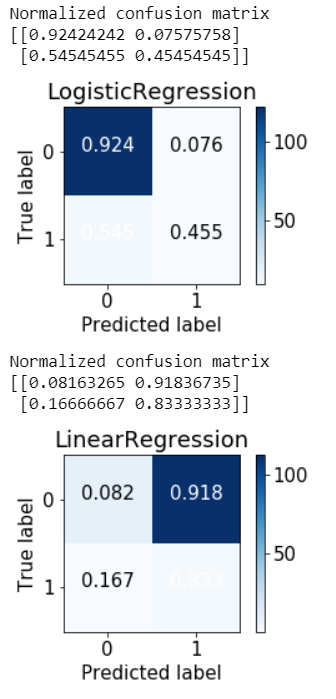 Normalized confusion matrix
[[0.92424242 0.07575758]
[0.54545455 0.45454545]]
LogisticRegression
0 0.924 0.076 100
True label
1 0.545 0.455 50
0 1
Predicted label
Normalized confusion matrix
[[0.08163265 0.91836735]
[0.16666667 0.83333333]]
LinearRegression
0 0.082 0.918 100
True label
1 0.167 0.833 50
0 1
Predicted label